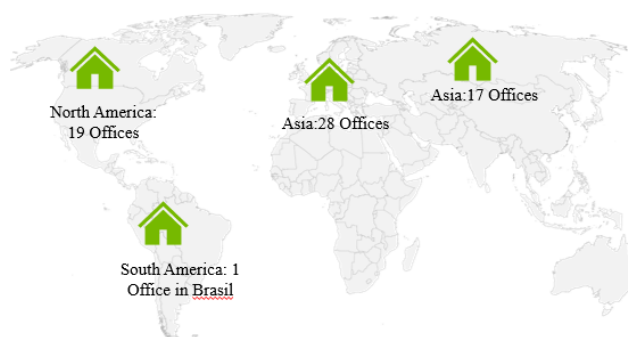 North America:
19 Offices
Asia:28 Offices
Asia:17 Offices
South America: 1
Office in Brasil